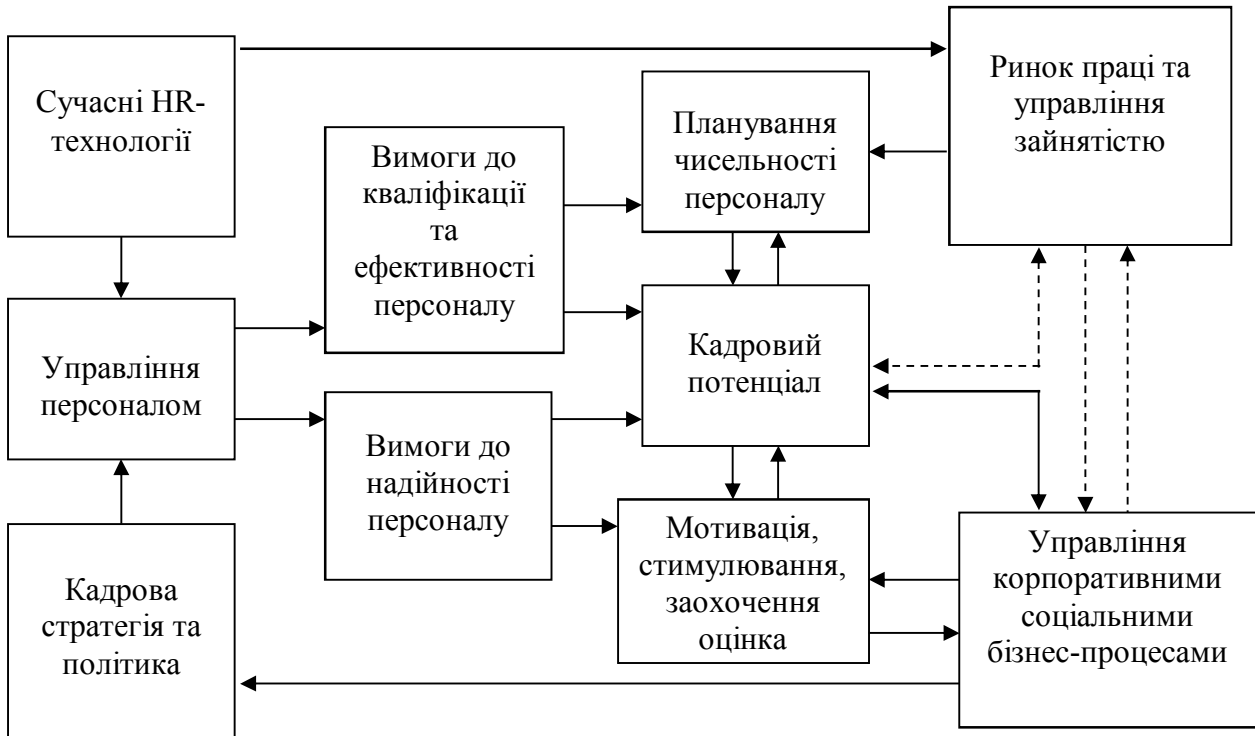 Сучасні HR-
технології
Вимоги до
кваліфікації
та
ефективності
персоналу
Планування
чисельності
персоналу
Ринок праці та
управління
зайнятістю
Управління
персоналом
Кадровий
потенціал
Вимоги до
надійності
персоналу
Кадрова
стратегія та
політика
Мотивація,
стимулювання,
заохочення
оцінка
Управління
корпоративними
соціальними
бізнес-процесами